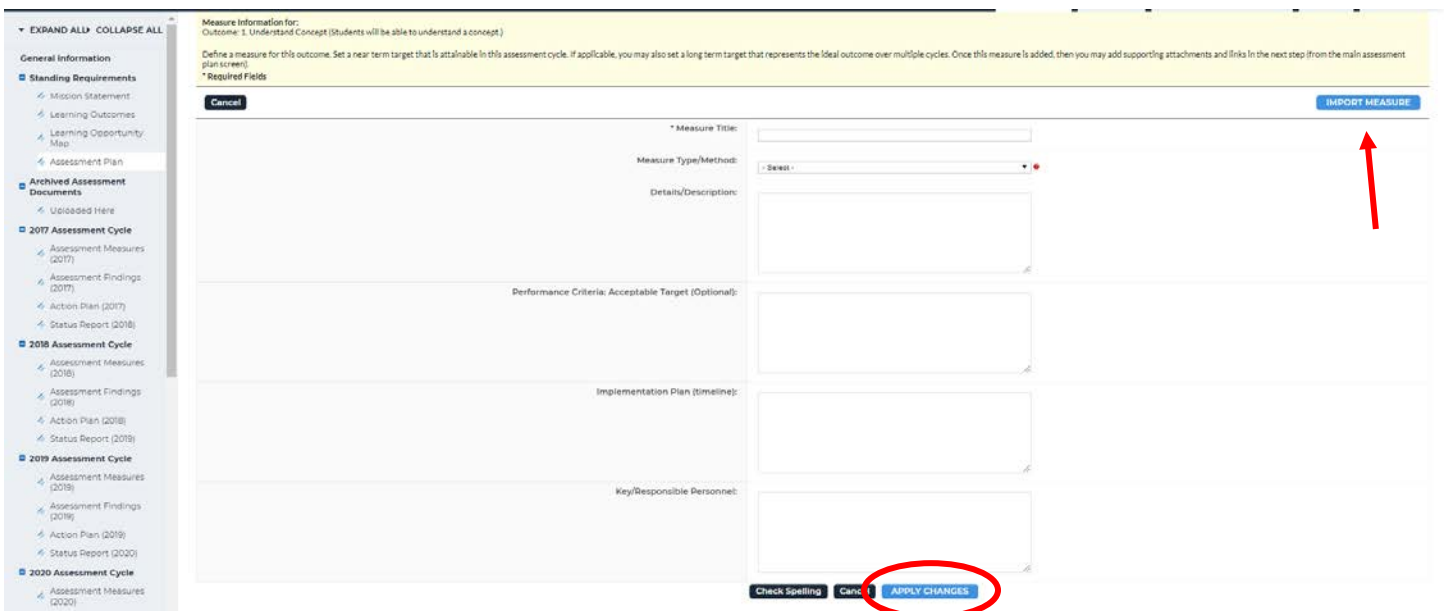 EXPAND ALL COLLAPSE ALL
General Information
Standing Requirements
Mission Statement
Learning Outcomes
Learning Opportunity
Map
Assessment Plan
Archived Assessment
Documents
Uploaded Here
2017 Assessment Cycle
Assessment Measures
(2017)
Assessment Findings
(2017)
Action Plan (2017)
Status Report (2018)
2018 Assessment Cycle
Assessment Measures
(2018)
Assessment Findings
(2018)
Action Plan (2018)
Status Report (2019)
2019 Assessment Cycle
Assessment Measures
(2019)
Assessment Findings
(2019)
Action Plan (2019)
Status Report (2020)
2020 Assessment Cycle
Assessment Measures
(2020)
Measure Information for:
Outcome: 1. Understand Concept (Students will be able to understand a concept.)
Define a measure for this outcome. Set a near term target that is attainable in this assessment cycle. If applicable, you may also set a long term target that represents the ideal outcome over multiple cycles. Once this measure is added, then you may add supporting attachments and links in the next step (from the main assessment
plan screen).
* Required Fields
Cancel
IMPORT MEASURE
* Measure Title:
Measure Type/Method:
- Select -
Details/Description:
Performance Criteria: Acceptable Target (Optional):
Implementation Plan (timeline):
Key/Responsible Personnel:
Check Spelling
Cancel
APPLY CHANGES